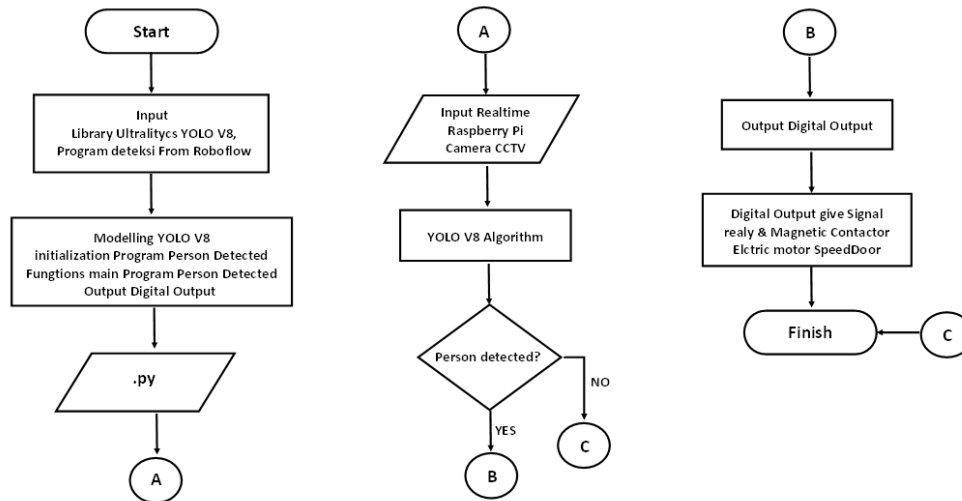 Start
Input
Library Ultralitycs YOLO V8,
Program deteksi From Roboflow
Modelling YOLO V8
initialization Program Person Detected
Fungtions main Program Person Detected
Output Digital Output
.py
A
A
Input Realtime
Raspberry Pi
Camera CCTV
YOLO V8 Algorithm
Person detected?
NO
YES
C
B
B
Output Digital Output
Digital Output give Signal
realy & Magnetic Contactor
Elctric motor SpeedDoor
Finish
C